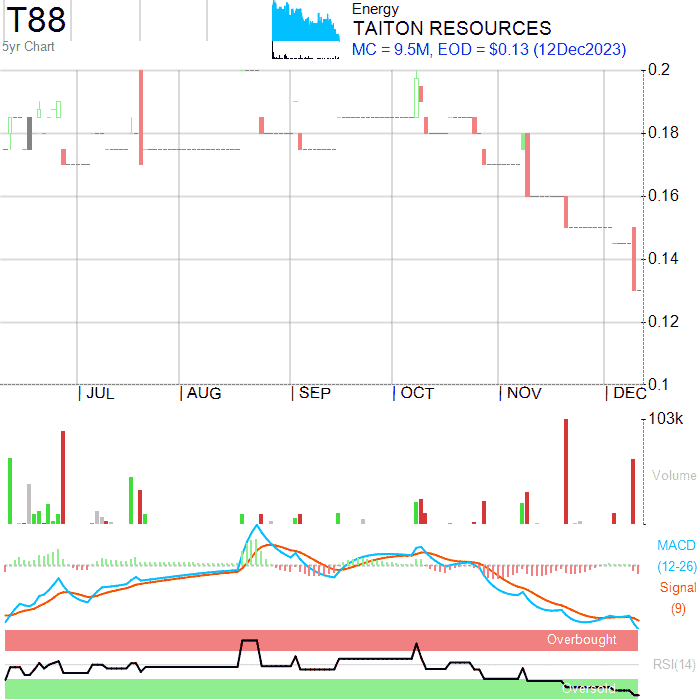 T88
5yr Chart
Energy
TAITON RESOURCES
MC = 9.5M, EOD = $0.13 (12Dec2023)
0.2
0.18
0.16
0.14
0.12
0.1
| JUL | AUG | SEP | OCT | NOV | DEC
103k
Volume
MACD
(12-26)
Signal
(9)
Overbought
RSI(14)
Oversold